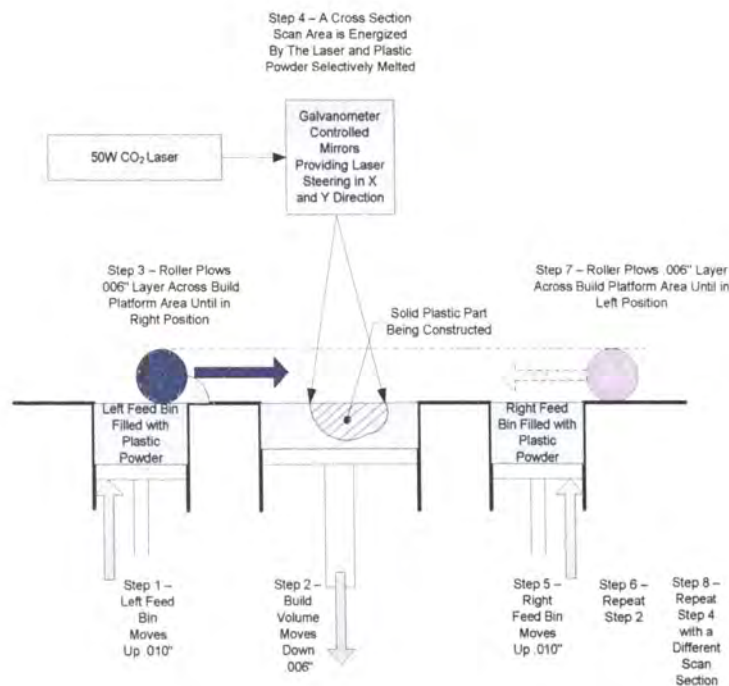 Step 4 – A Cross Section
Scan Area is Energized
By The Laser and Plastic
Powder Selectively Melted
Galvanometer
Controlled
Mirrors
Providing Laser
Steering in X
and Y Direction
50W CO₂ Laser
Step 3 – Roller Plows
.006" Layer Across Build
Platform Area Until in
Right Position
Step 7 – Roller Plows .006" Layer
Across Build Platform Area Until in
Left Position
Solid Plastic Part
Being Constructed
Left Feed Bin
Filled with
Plastic
Powder
Right Feed
Bin Filled with
Plastic
Powder
Step 1 –
Left Feed
Bin
Moves
Up .010"
Step 2 –
Build
Volume
Moves
Down
.006"
Step 5 –
Right
Feed Bin
Moves
Up .010"
Step 6 –
Repeat
Step 2
Step 8 –
Repeat
Step 4
with a
Different
Scan
Section